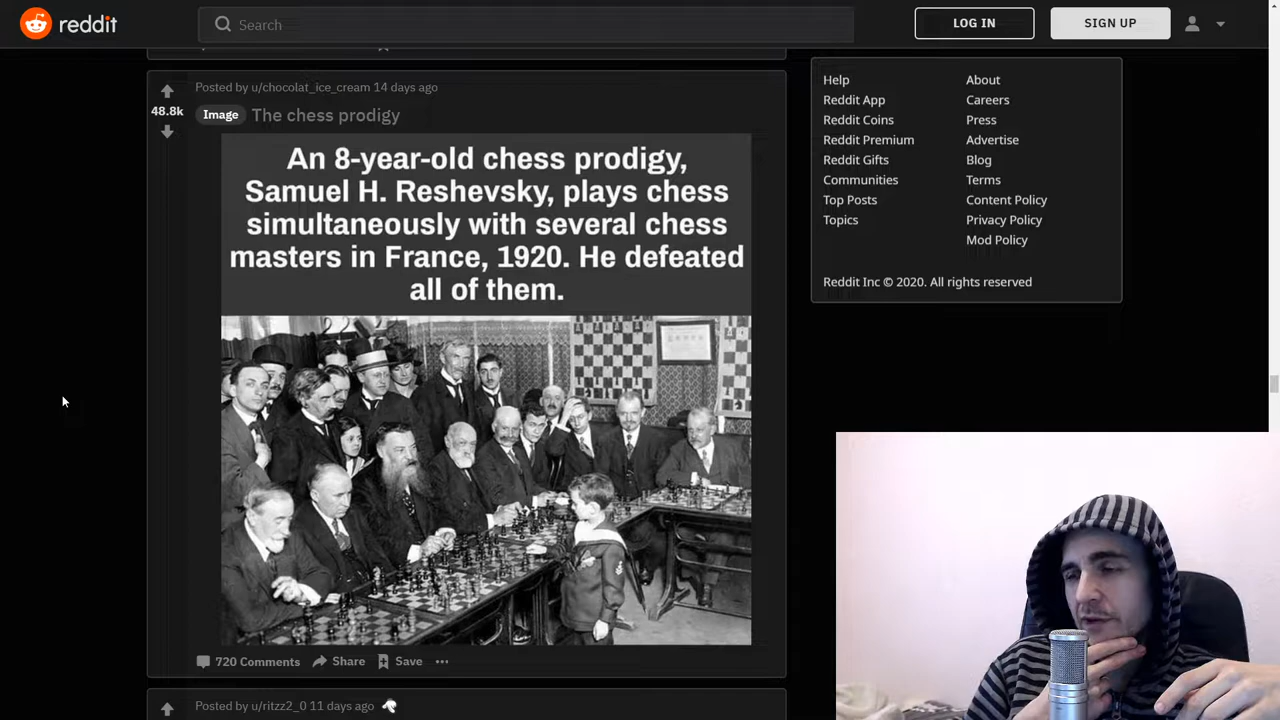 reddit
Search
LOG IN
SIGN UP
Posted by u/chocolat_ice_cream 14 days ago
48.8k
Image
The chess prodigy
An 8-year-old chess prodigy,
Samuel H. Reshevsky, plays chess
simultaneously with several chess
masters in France, 1920. He defeated
all of them.
720 Comments
Share
Save
Posted by u/ritzz2_0 11 days ago
Help
About
Reddit App
Careers
Reddit Coins
Press
Reddit Premium
Advertise
Reddit Gifts
Blog
Communities
Terms
Top Posts
Content Policy
Topics
Privacy Policy
Mod Policy
Reddit Inc © 2020. All rights reserved